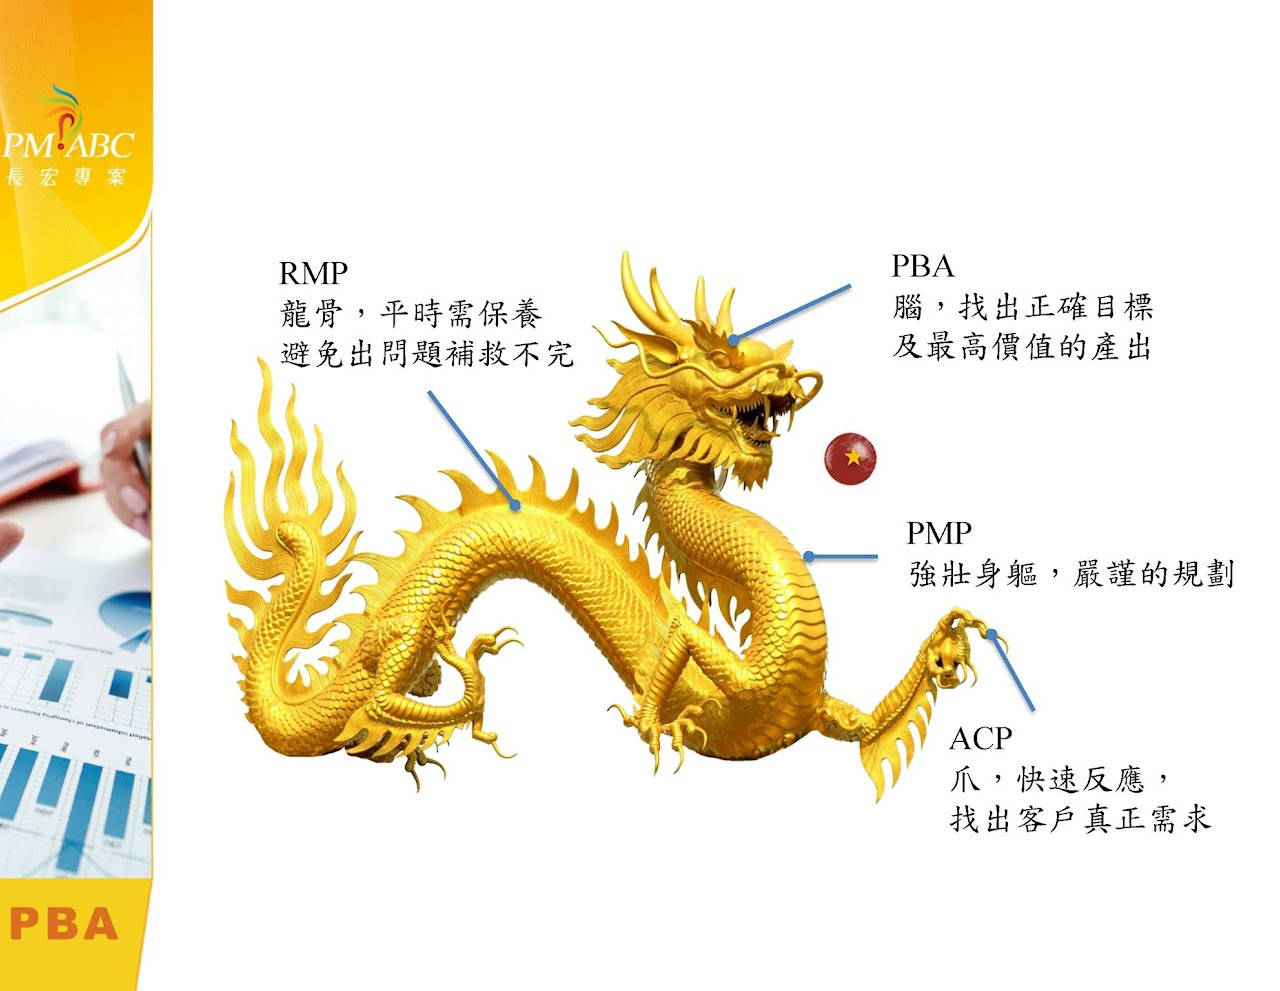 PM ABC
長宏專案
RMP
龍骨，平時需保養
避免出問題補救不完
PBA
腦，找出正確目標
及最高價值的產出
PMP
強壯身軀，嚴謹的規劃
ACP
爪，快速反應，
找出客戶真正需求
PBA